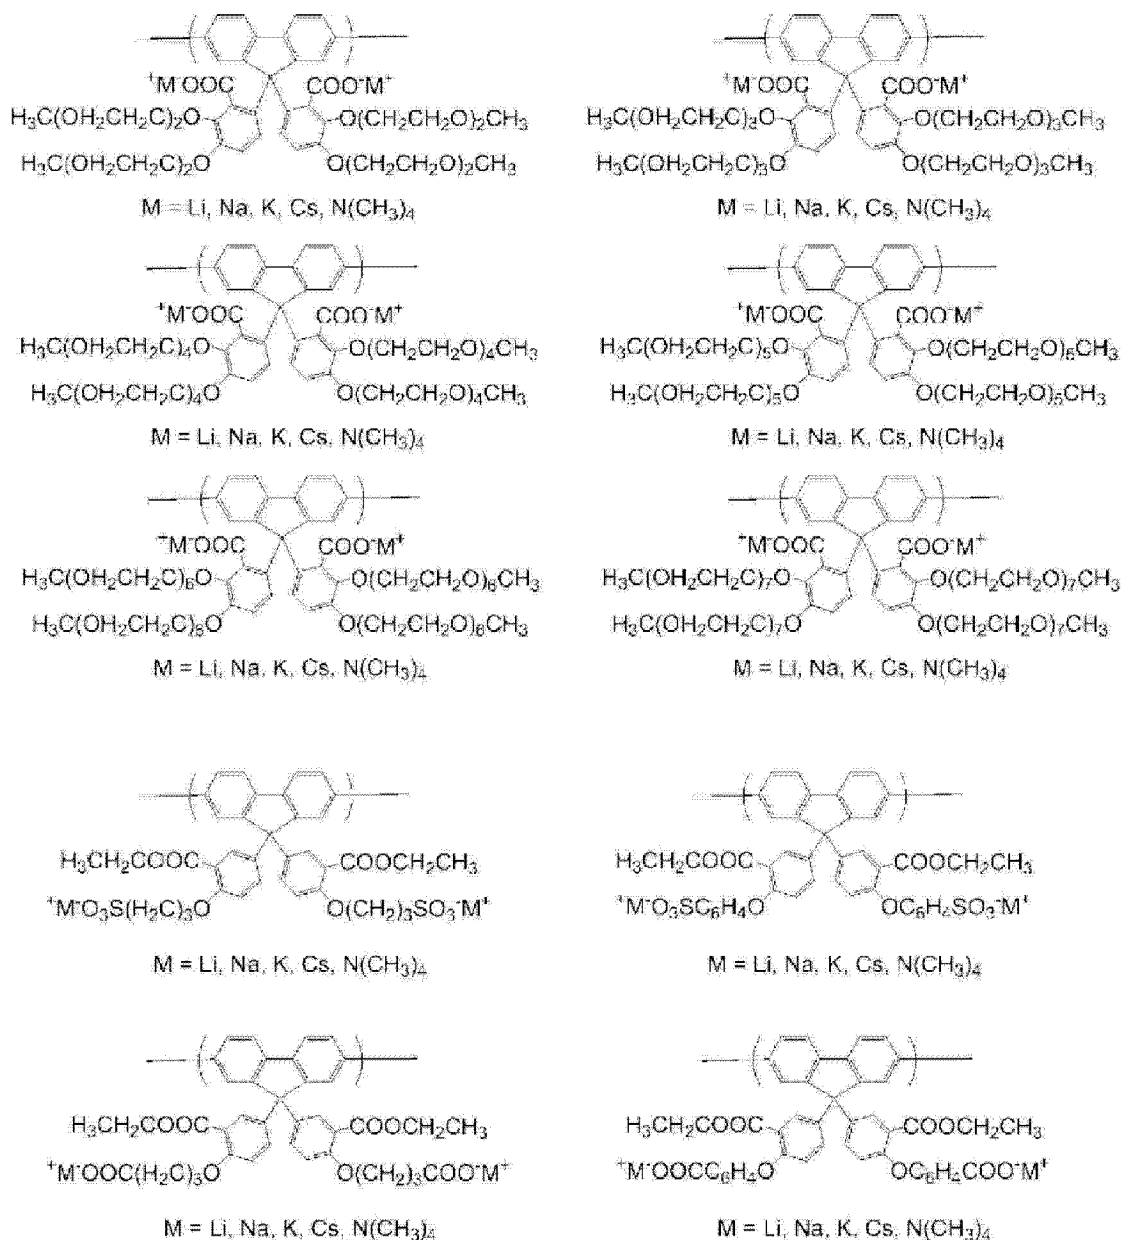 ⁺M⁻OOC COO⁻M⁺
H₃C(OH₂CH₂C)₂O O(CH₂CH₂O)₂CH₃
H₃C(OH₂CH₂C)₂O O(CH₂CH₂O)₂CH₃
M = Li, Na, K, Cs, N(CH₃)₄
⁺M⁻OOC COO⁻M⁺
H₃C(OH₂CH₂C)₃O O(CH₂CH₂O)₃CH₃
H₃C(OH₂CH₂C)₃O O(CH₂CH₂O)₃CH₃
M = Li, Na, K, Cs, N(CH₃)₄
⁺M⁻OOC COO⁻M⁺
H₃C(OH₂CH₂C)₄O O(CH₂CH₂O)₄CH₃
H₃C(OH₂CH₂C)₄O O(CH₂CH₂O)₄CH₃
M = Li, Na, K, Cs, N(CH₃)₄
⁺M⁻OOC COO⁻M⁺
H₃C(OH₂CH₂C)₅O O(CH₂CH₂O)₅CH₃
H₃C(OH₂CH₂C)₅O O(CH₂CH₂O)₅CH₃
M = Li, Na, K, Cs, N(CH₃)₄
⁺M⁻OOC COO⁻M⁺
H₃C(OH₂CH₂C)₆O O(CH₂CH₂O)₆CH₃
H₃C(OH₂CH₂C)₆O O(CH₂CH₂O)₆CH₃
M = Li, Na, K, Cs, N(CH₃)₄
⁺M⁻OOC COO⁻M⁺
H₃C(OH₂CH₂C)₇O O(CH₂CH₂O)₇CH₃
H₃C(OH₂CH₂C)₇O O(CH₂CH₂O)₇CH₃
M = Li, Na, K, Cs, N(CH₃)₄
H₃CH₂COOC COOCH₂CH₃
⁺M⁻O₃S(H₂C)₃O O(CH₂)₃SO₃⁻M⁺
M = Li, Na, K, Cs, N(CH₃)₄
H₃CH₂COOC COOCH₂CH₃
⁺M⁻O₃SC₆H₄O OC₆H₄SO₃⁻M⁺
M = Li, Na, K, Cs, N(CH₃)₄
H₃CH₂COOC COOCH₂CH₃
⁺M⁻OOC(H₂C)₃O O(CH₂)₃COO⁻M⁺
M = Li, Na, K, Cs, N(CH₃)₄
H₃CH₂COOC COOCH₂CH₃
⁺M⁻OOCC₆H₄O OC₆H₄COO⁻M⁺
M = Li, Na, K, Cs, N(CH₃)₄